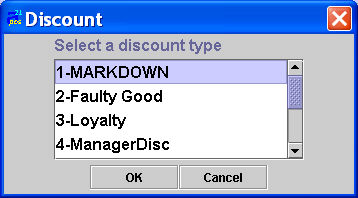 Discount
Select a discount type
1-MARKDOWN
2-Faulty Good
3-Loyalty
4-ManagerDisc
OK
Cancel